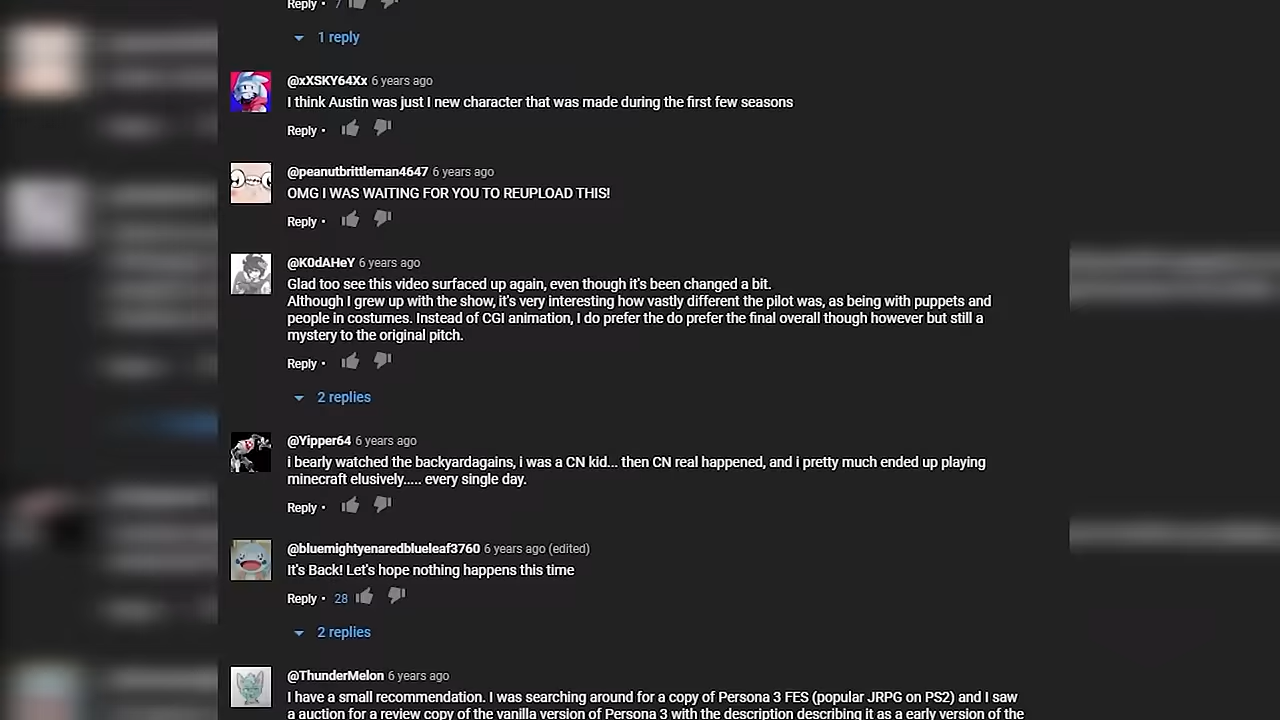 Reply • 7
1 reply
@xXSKY64Xx 6 years ago
I think Austin was just I new character that was made during the first few seasons
Reply •
@peanutbrittleman4647 6 years ago
OMG I WAS WAITING FOR YOU TO REUPLOAD THIS!
Reply •
@K0dAHeY 6 years ago
Glad too see this video surfaced up again, even though it's been changed a bit.
Although I grew up with the show, it's very interesting how vastly different the pilot was, as being with puppets and
people in costumes. Instead of CGI animation, I do prefer the do prefer the final overall though however but still a
mystery to the original pitch.
Reply •
2 replies
@Yipper64 6 years ago
i bearly watched the backyardagains, i was a CN kid... then CN real happened, and i pretty much ended up playing
minecraft elusively..... every single day.
Reply •
@bluemightyenaredblueleaf3760 6 years ago (edited)
It's Back! Let's hope nothing happens this time
Reply • 28
2 replies
@ThunderMelon 6 years ago
I have a small recommendation. I was searching around for a copy of Persona 3 FES (popular JRPG on PS2) and I saw
a auction for a review copy of the vanilla version of Persona 3 with the description describing it as a early version of the